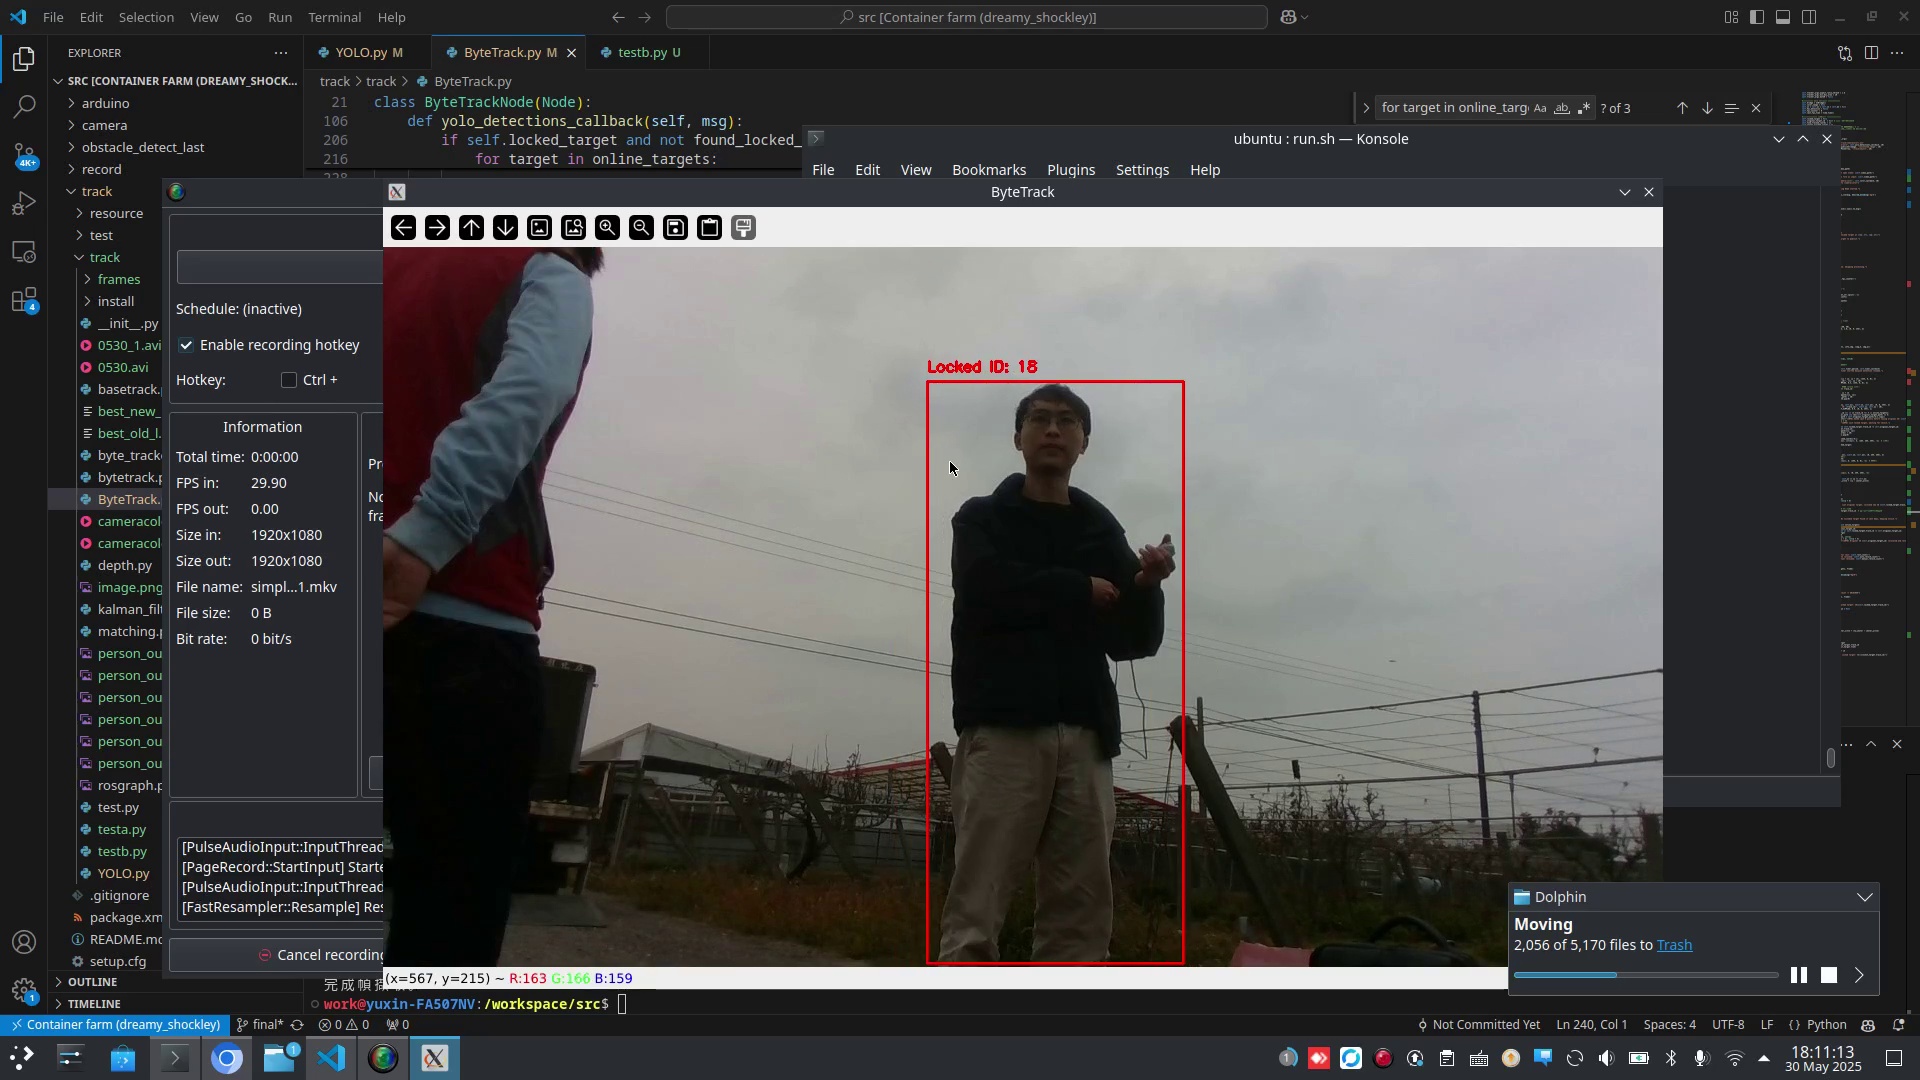 File Edit Selection View Go Run Terminal Help
src [Container farm (dreamy_shockley)]
EXPLORER
YOLO.py M
ByteTrack.py M
testb.py U
SRC [CONTAINER FARM (DREAMY_SHOCK...
track > track > ByteTrack.py
arduino
camera
obstacle_detect_last
record
track
resource
test
track
frames
install
__init__.py
0530_1.avi
0530.avi
basetrack.
best_new_
best_old_l.
byte_track
bytetrack.p
ByteTrack.
cameracol
cameracol
depth.py
image.png
kalman_filt
matching.p
person_ou
person_ou
person_ou
person_ou
person_ou
person_ou
rosgraph.p
test.py
testa.py
testb.py
YOLO.py
.gitignore
package.xm
README.md
setup.cfg
OUTLINE
TIMELINE
4K+
4
1
21 class ByteTrackNode(Node):
106 def yolo_detections_callback(self, msg):
206 if self.locked_target and not found_locked_
216 for target in online_targets:
228
for target in online_targ
Aa ab
? of 3
ubuntu : run.sh — Konsole
File Edit View Bookmarks Plugins Settings Help
ByteTrack
Schedule: (inactive)
Enable recording hotkey
Hotkey: Ctrl +
Information
Total time: 0:00:00
FPS in: 29.90
FPS out: 0.00
Size in: 1920x1080
Size out: 1920x1080
File name: simpl...1.mkv
File size: 0 B
Bit rate: 0 bit/s
Pr
No
fra
[PulseAudioInput::InputThread
[PageRecord::StartInput] Starte
[PulseAudioInput::InputThread
[FastResampler::Resample] Res
Cancel recording
Locked ID: 18
(x=567, y=215) ~ R:163 G:166 B:159
完成幀擷
work@yuxin-FA507NV:/workspace/src$
Dolphin
Moving
2,056 of 5,170 files to Trash
Container farm (dreamy_shockley) final* 0 0 0
Not Committed Yet Ln 240, Col 1 Spaces: 4 UTF-8 LF Python
1
1
18:11:13
30 May 2025